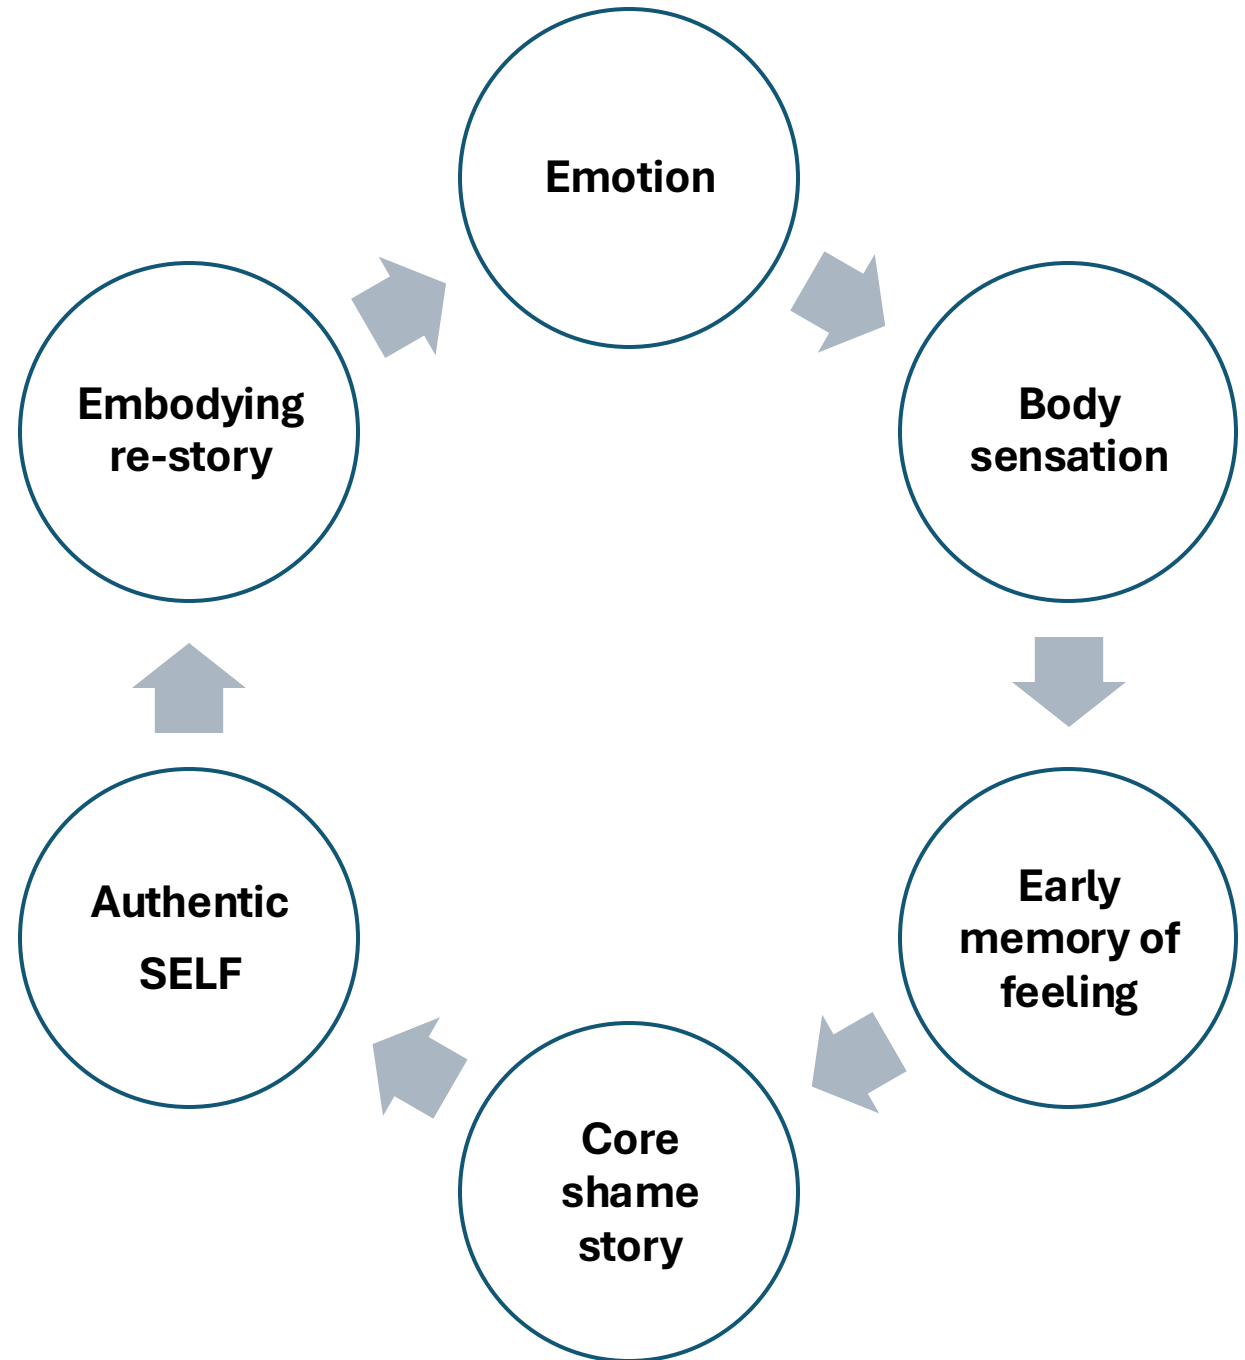 Emotion
Body
sensation
Early
memory of
feeling
Core
shame
story
Authentic
SELF
Embodying
re-story